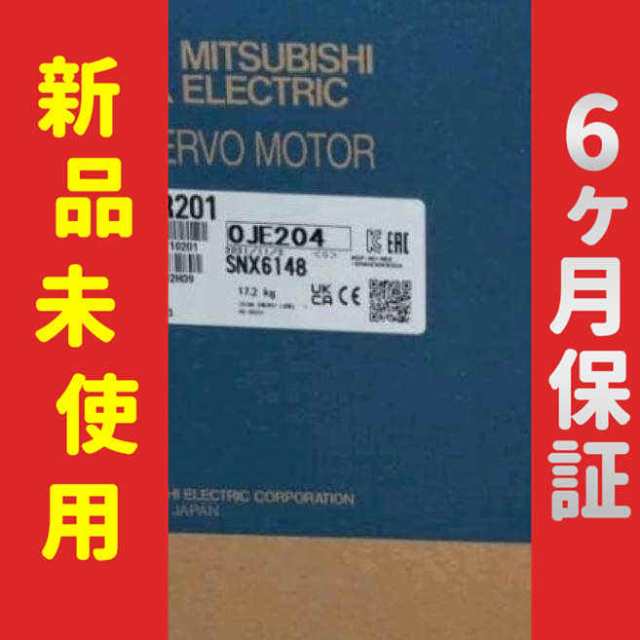 新品未使用
MITSUBISHI
ELECTRIC
ERVO MOTOR
R201
0JE204
EAC
SNX6148
17.2 kg
UK CA CE
HI ELECTRIC CORPORATION
JAPAN
6ヶ月保証